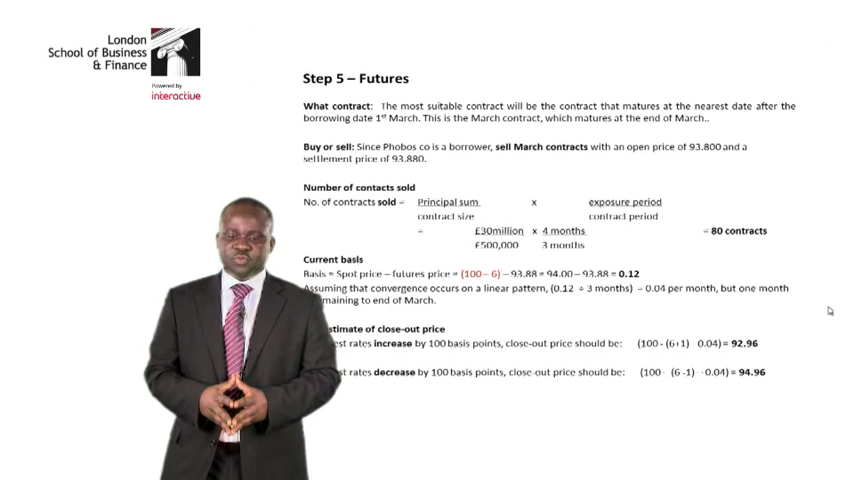 London
School of Business
& Finance
Powered by
interactive
Step 5 – Futures
What contract: The most suitable contract will be the contract that matures at the nearest date after the
borrowing date 1st March. This is the March contract, which matures at the end of March..
Buy or sell: Since Phobos co is a borrower, sell March contracts with an open price of 93.800 and a
settlement price of 93.880.
Number of contacts sold
No. of contracts sold = Principal sum x exposure period
contract size contract period
= £30million x 4 months = 80 contracts
£500,000 3 months
Current basis
Basis = Spot price – futures price = (100 – 6) – 93.88 = 94.00 – 93.88 = 0.12
Assuming that convergence occurs on a linear pattern, (0.12 ÷ 3 months) = 0.04 per month, but one month
maining to end of March.
stimate of close-out price
st rates increase by 100 basis points, close-out price should be: (100 - (6+1) 0.04) = 92.96
st rates decrease by 100 basis points, close-out price should be: (100 - (6 -1) - 0.04) = 94.96